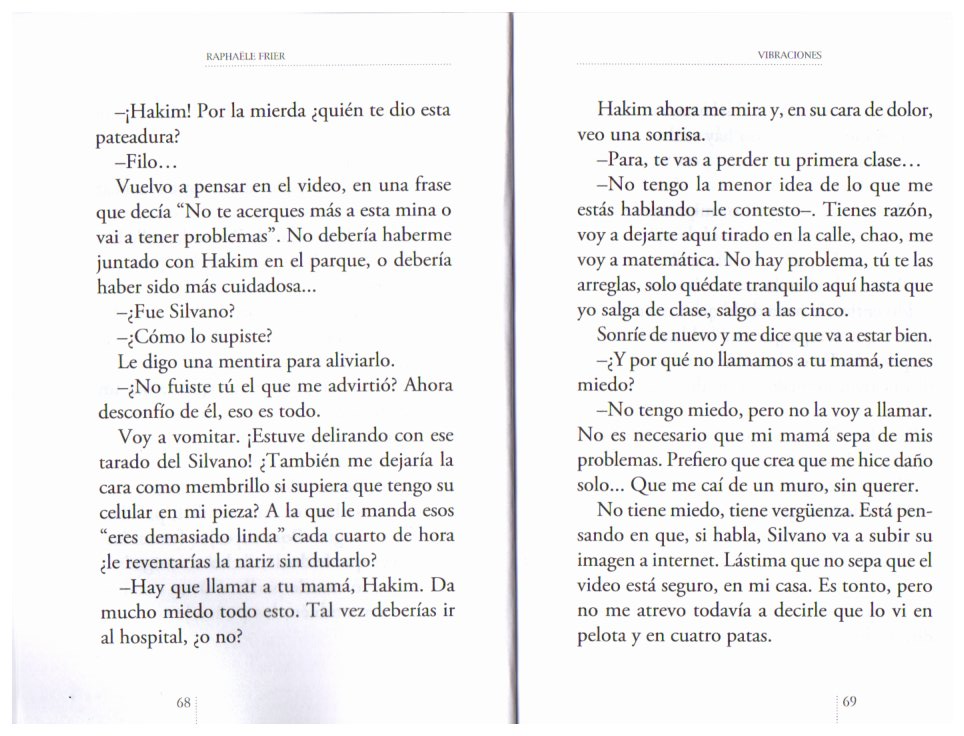 RAPHAËLE FRIER
–¡Hakim! Por la mierda ¿quién te dio esta
pateadura?
–Filo...
Vuelvo a pensar en el video, en una frase
que decía “No te acerques más a esta mina o
vai a tener problemas”. No debería haberme
juntado con Hakim en el parque, o debería
haber sido más cuidadosa...
–¿Fue Silvano?
–¿Cómo lo supiste?
Le digo una mentira para aliviarlo.
–¿No fuiste tú el que me advirtió? Ahora
desconfío de él, eso es todo.
Voy a vomitar. ¡Estuve delirando con ese
tarado del Silvano! ¿También me dejaría la
cara como membrillo si supiera que tengo su
celular en mi pieza? A la que le manda esos
“eres demasiado linda” cada cuarto de hora
¿le reventarías la nariz sin dudarlo?
–Hay que llamar a tu mamá, Hakim. Da
mucho miedo todo esto. Tal vez deberías ir
al hospital, ¿o no?
68
VIBRACIONES
Hakim ahora me mira y, en su cara de dolor,
veo una sonrisa.
–Para, te vas a perder tu primera clase...
–No tengo la menor idea de lo que me
estás hablando –le contesto–. Tienes razón,
voy a dejarte aquí tirado en la calle, chao, me
voy a matemática. No hay problema, tú te las
arreglas, solo quédate tranquilo aquí hasta que
yo salga de clase, salgo a las cinco.
Sonríe de nuevo y me dice que va a estar bien.
–¿Y por qué no llamamos a tu mamá, tienes
miedo?
–No tengo miedo, pero no la voy a llamar.
No es necesario que mi mamá sepa de mis
problemas. Prefiero que crea que me hice daño
solo... Que me caí de un muro, sin querer.
No tiene miedo, tiene vergüenza. Está pen-
sando en que, si habla, Silvano va a subir su
imagen a internet. Lástima que no sepa que el
video está seguro, en mi casa. Es tonto, pero
no me atrevo todavía a decirle que lo vi en
pelota y en cuatro patas.
69